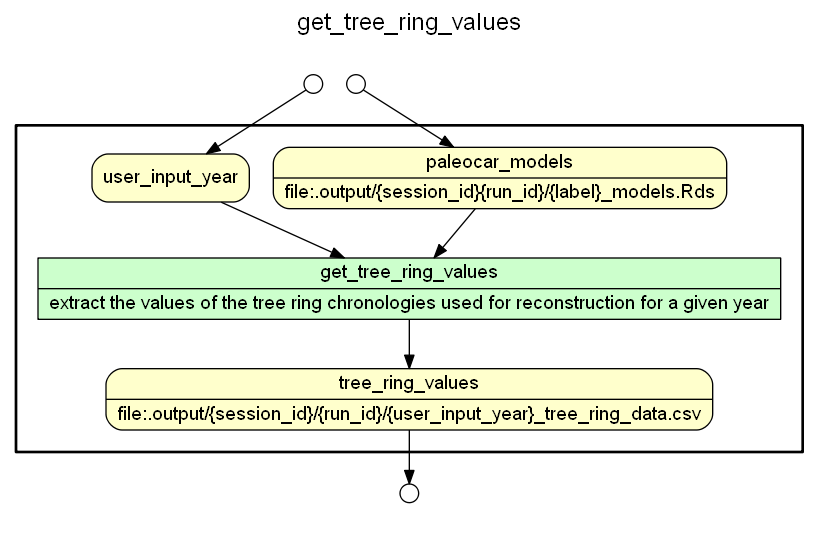 get_tree_ring_values
user_input_year
paleocar_models
file:.output/{session_id}{run_id}/{label}_models.Rds
get_tree_ring_values
extract the values of the tree ring chronologies used for reconstruction for a given year
tree_ring_values
file:.output/{session_id}/{run_id}/{user_input_year}_tree_ring_data.csv